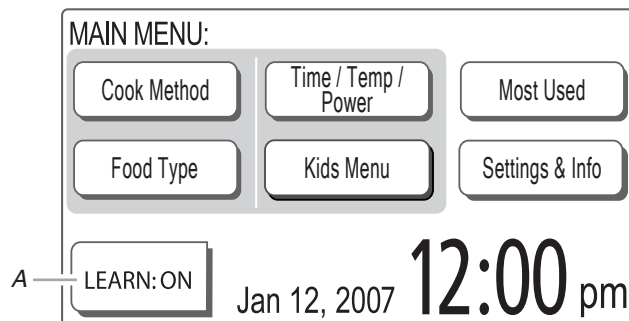 MAIN MENU:
Cook Method
Time / Temp /
Power
Most Used
Food Type
Kids Menu
Settings & Info
A
LEARN: ON
Jan 12, 2007
12:00 pm